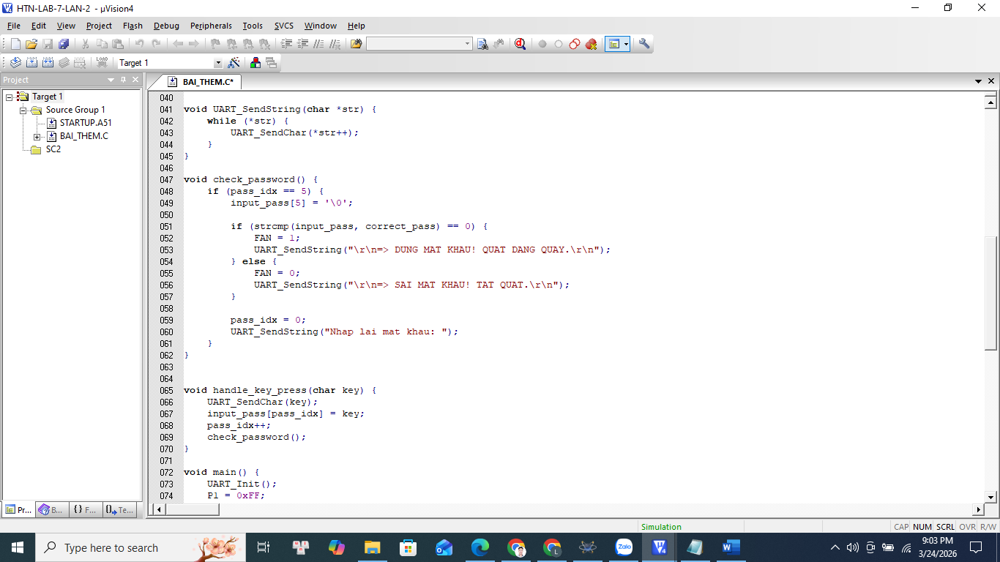 HTN-LAB-7-LAN-2 - µVision4
File Edit View Project Flash Debug Peripherals Tools SVCS Window Help
LOAD Target 1
Project
BAI_THEM.C*
Target 1
Source Group 1
STARTUP.A51
BAI_THEM.C
SC2
040
041 void UART_SendString(char *str) {
042     while (*str) {
043         UART_SendChar(*str++);
044     }
045 }
046
047 void check_password() {
048     if (pass_idx == 5) {
049         input_pass[5] = '\0';
050
051         if (strcmp(input_pass, correct_pass) == 0) {
052             FAN = 1;
053             UART_SendString("\r\n=> DUNG MAT KHAU! QUAT DANG QUAY.\r\n");
054         } else {
055             FAN = 0;
056             UART_SendString("\r\n=> SAI MAT KHAU! TAT QUAT.\r\n");
057         }
058
059         pass_idx = 0;
060         UART_SendString("Nhap lai mat khau: ");
061     }
062 }
063
064
065 void handle_key_press(char key) {
066     UART_SendChar(key);
067     input_pass[pass_idx] = key;
068     pass_idx++;
069     check_password();
070 }
071
072 void main() {
073     UART_Init();
074     P1 = 0xFF;
Pr... B... {} F... 0 Te...
Simulation CAP NUM SCRL OVR R/W
Type here to search
Zalo
9:03 PM
3/24/2026